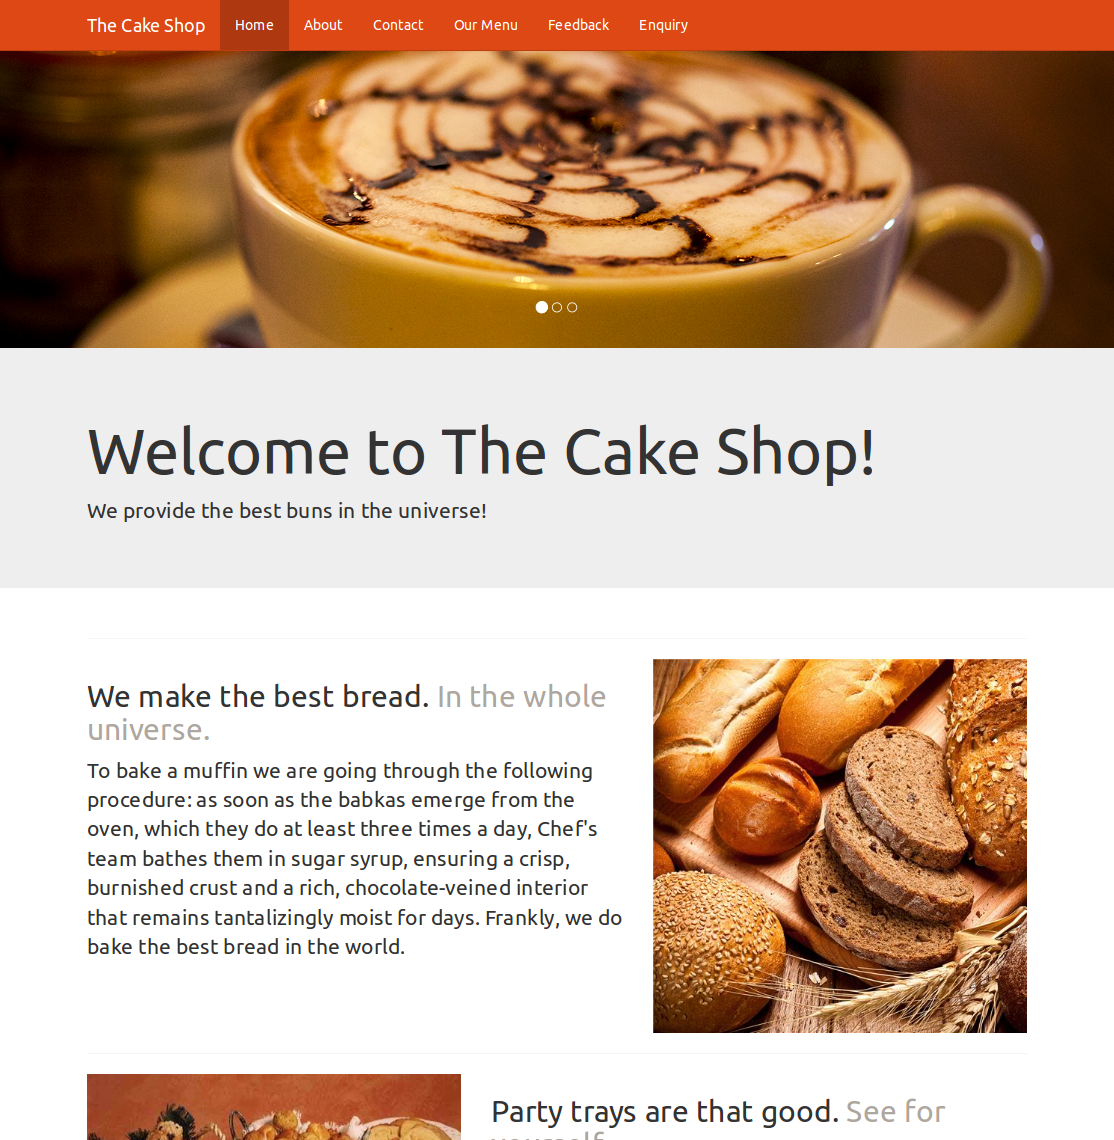 The Cake Shop Home About Contact Our Menu Feedback Enquiry
Welcome to The Cake Shop!
We provide the best buns in the universe!
We make the best bread. In the whole
universe.
To bake a muffin we are going through the following
procedure: as soon as the babkas emerge from the
oven, which they do at least three times a day, Chef's
team bathes them in sugar syrup, ensuring a crisp,
burnished crust and a rich, chocolate-veined interior
that remains tantalizingly moist for days. Frankly, we do
bake the best bread in the world.
Party trays are that good. See for